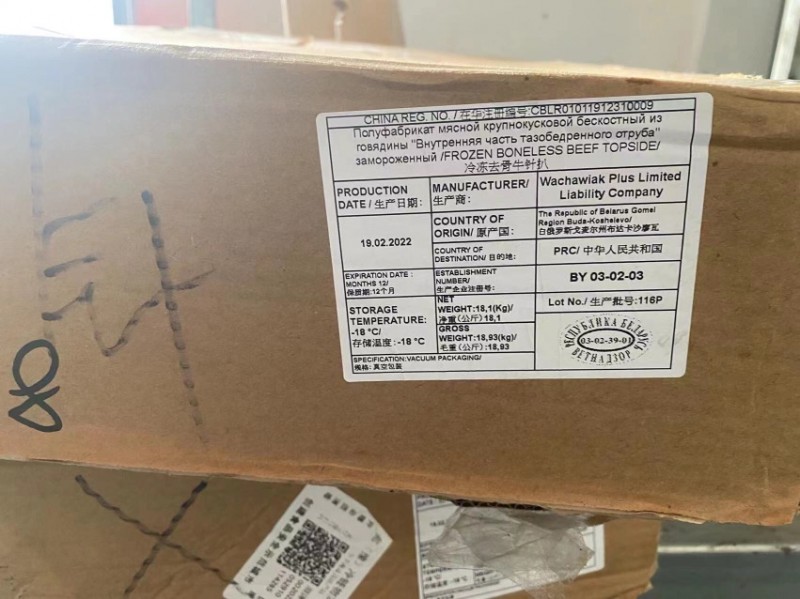 CHINA REG. NO. / 在华注册编号:CBLR01011912310009
Полуфабрикат мясной крупнокусковой бескостный из
говядины "Внутренняя часть тазобедренного отруба"
замороженный /FROZEN BONELESS BEEF TOPSIDE/
冷冻去骨牛针扒
PRODUCTION
DATE / 生产日期:
19.02.2022
EXPIRATION DATE :
MONTHS 12/
保质期:12个月
STORAGE
TEMPERATURE:
-18 °C/
存储温度: -18 °C
MANUFACTURER/
生产商:
Wachawiak Plus Limited
Liability Company
COUNTRY OF
ORIGIN/ 原产国:
The Republic of Belarus Gomel
Region Buda-Koshelevo/
白俄罗斯戈麦尔州布达卡沙廖瓦
COUNTRY OF
DESTINATION/ 目的地:
PRC/ 中华人民共和国
ESTABLISHMENT
NUMBER/
生产企业注册号:
BY 03-02-03
NET
WEIGHT:18,1(Kg)/
净重(公斤):18,1
Lot No./ 生产批号:116P
GROSS
WEIGHT:18,93(kg)/
毛重(公斤):18,93
РЕСПУБЛИКА БЕЛАРУСЬ
03-02-39-01
ВЕТНАДЗОР
SPECIFICATION:VACUUM PACKAGING/
规格: 真空包装